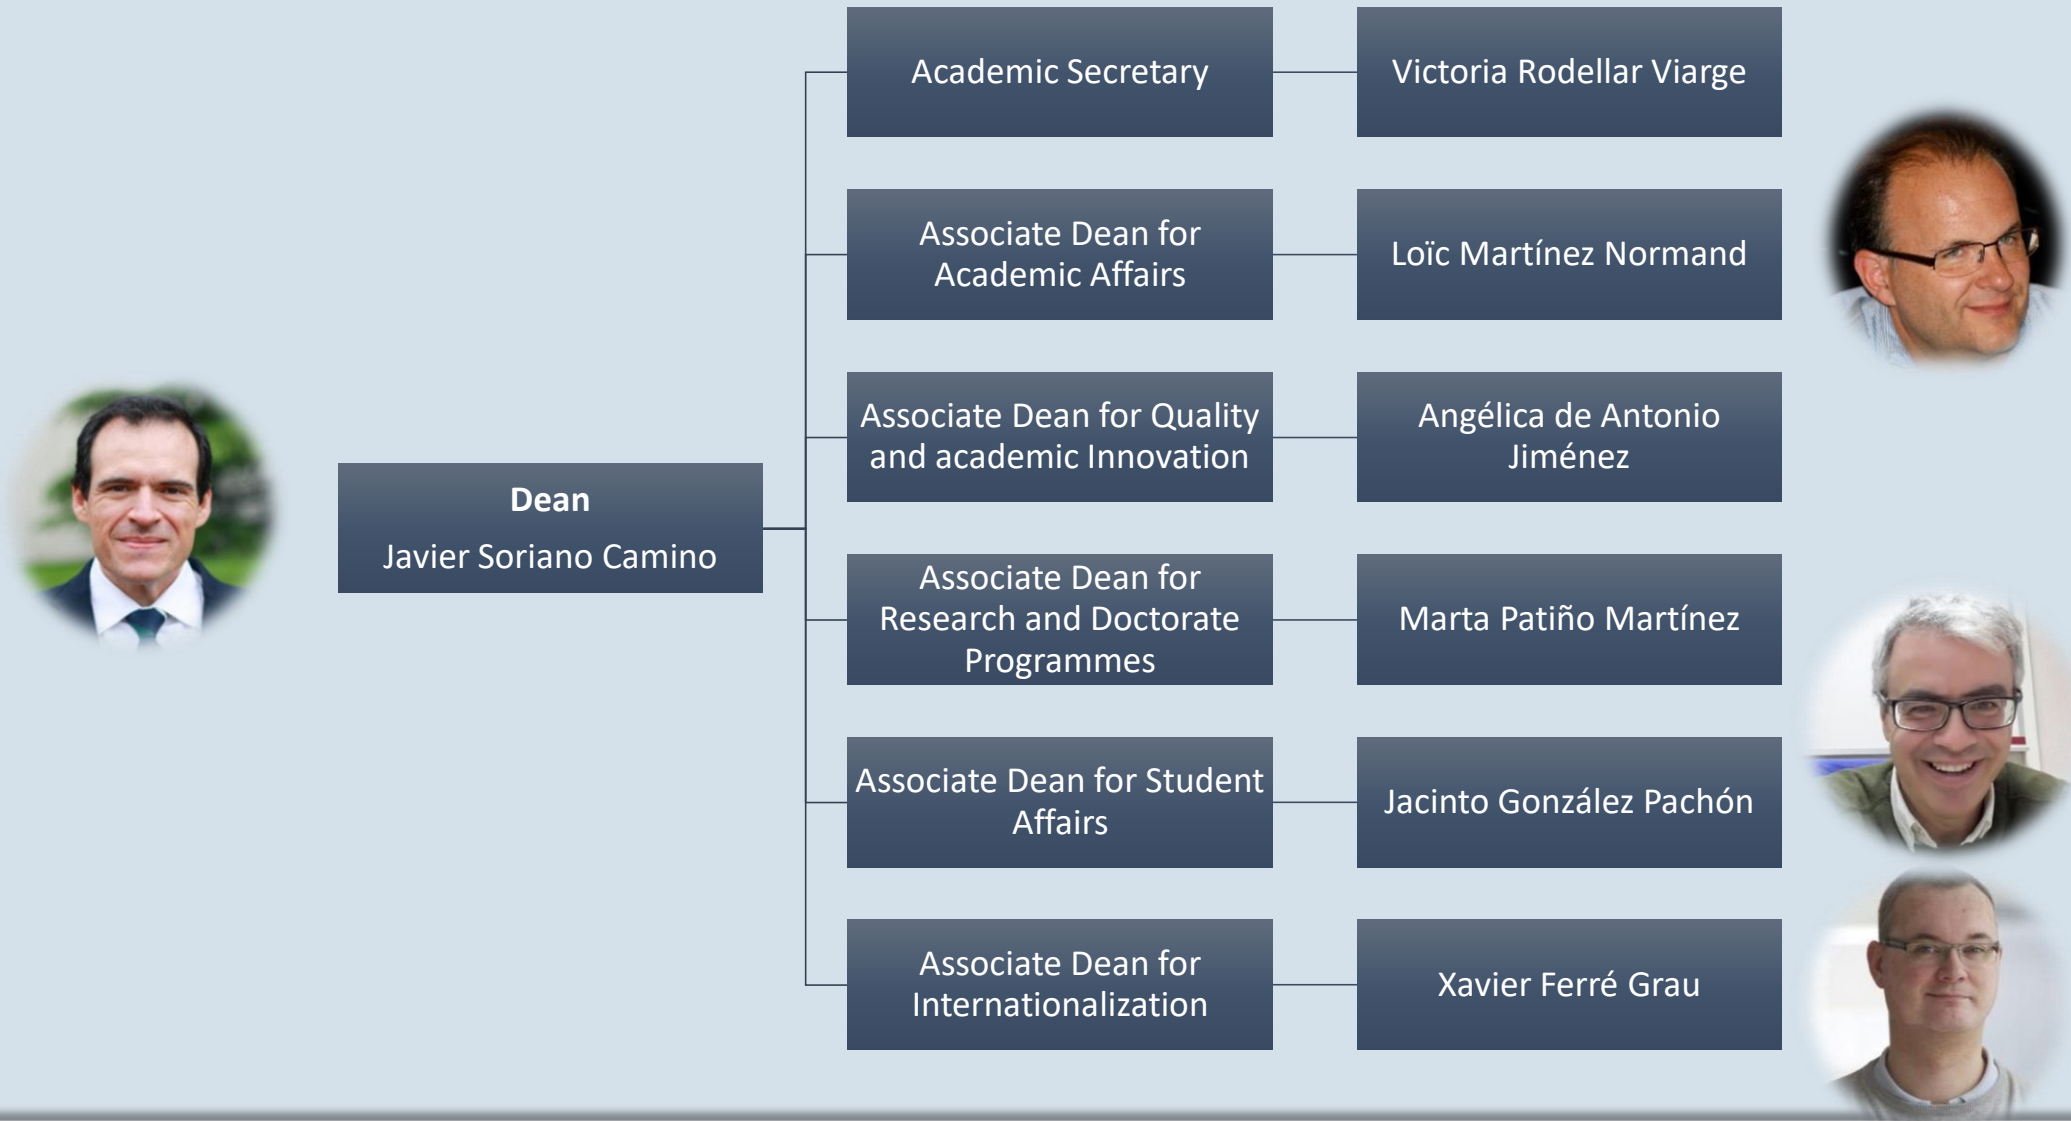 Academic Secretary
Victoria Rodellar Viarge
Associate Dean for
Academic Affairs
Loïc Martínez Normand
Associate Dean for Quality
and academic Innovation
Angélica de Antonio
Jiménez
Dean
Javier Soriano Camino
Associate Dean for
Research and Doctorate
Programmes
Marta Patiño Martínez
Associate Dean for Student
Affairs
Jacinto González Pachón
Associate Dean for
Internationalization
Xavier Ferré Grau